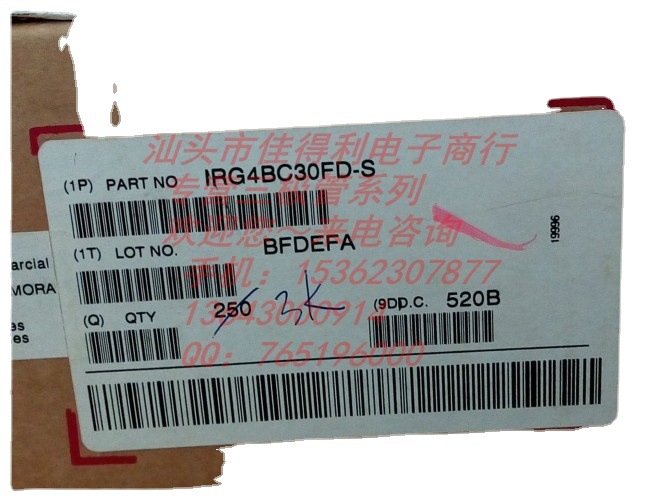 汕头市佳得利电子商行
(1P) PART NO IRG4BC30FD-S
专营三极管系列
欢迎您~来电咨询
(1T) LOT NO. BFDEFA
手机：15362307877
(Q) QTY 250 3K
(9D)D.C. 520B
QQ：765196000
19996
arcial
MORA
es
es